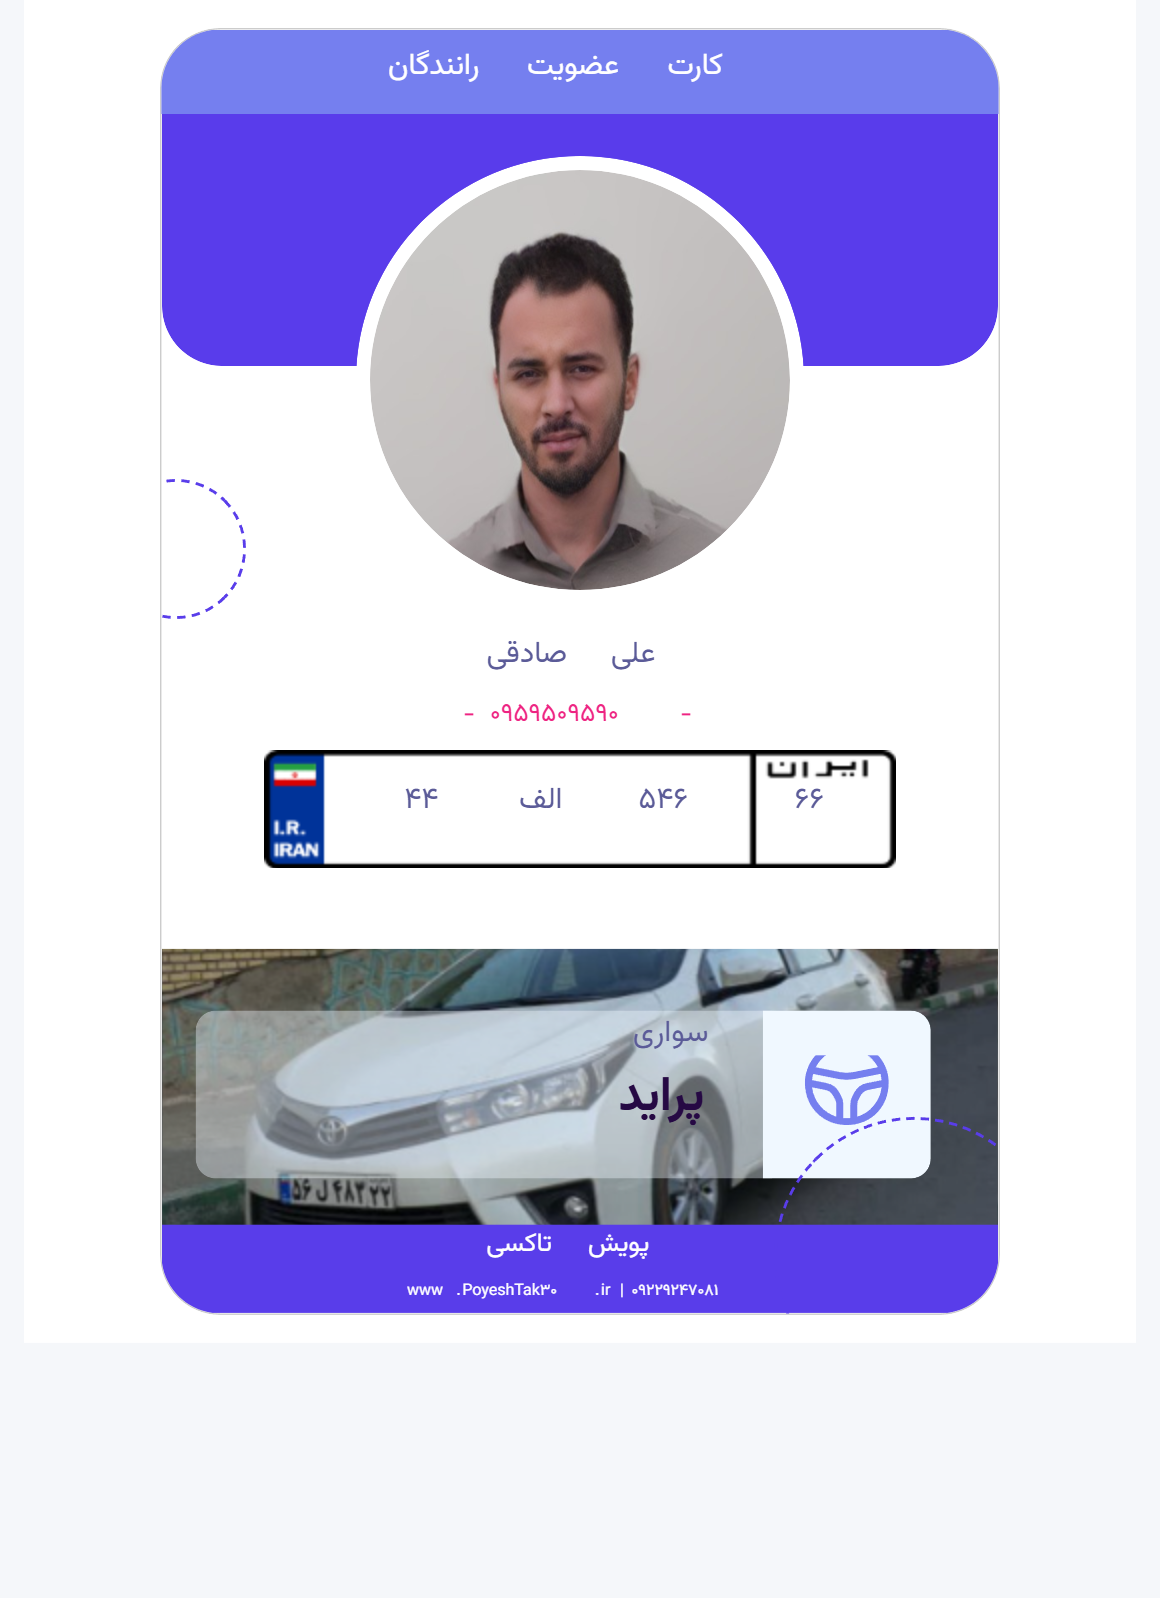 کارت عضویت رانندگان
علی صادقی
- ۰۹۵۹۵۰۹۵۹۰ -
ایران
۴۴ الف ۵۴۶ ۶۶
I.R.
IRAN
سواری
پراید
۵۶ ل ۴۸۳ ۲۲
پویش تاکسی
www .PoyeshTak۳۰ .ir | ۰۹۲۲۹۲۴۷۰۸۱